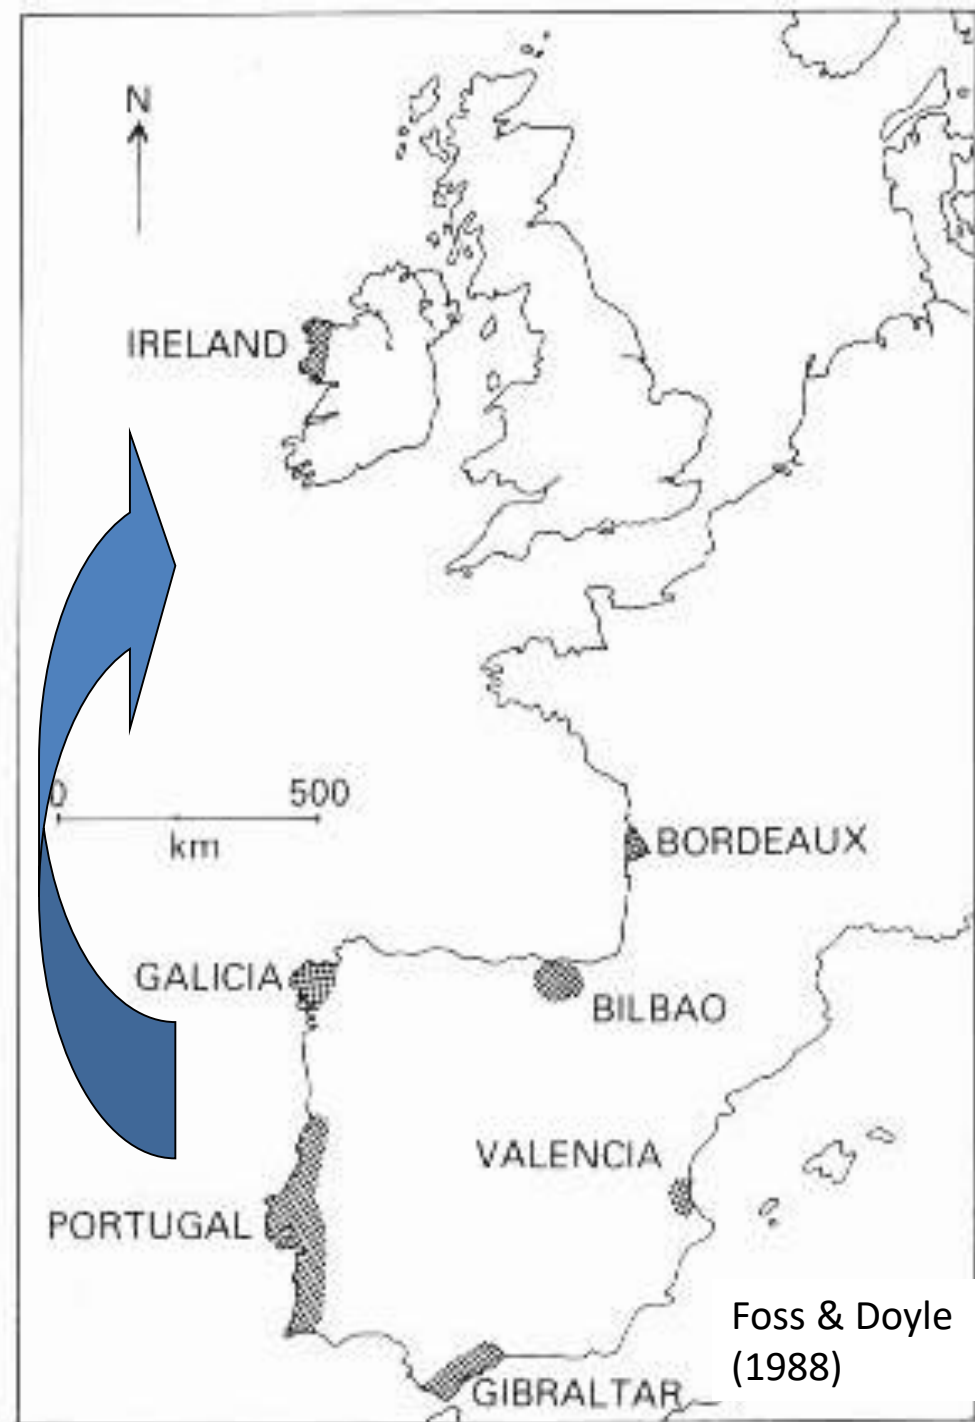 N
IRELAND
0 500
km
BORDEAUX
GALICIA
BILBAO
VALENCIA
PORTUGAL
Foss & Doyle
(1988)
GIBRALTAR